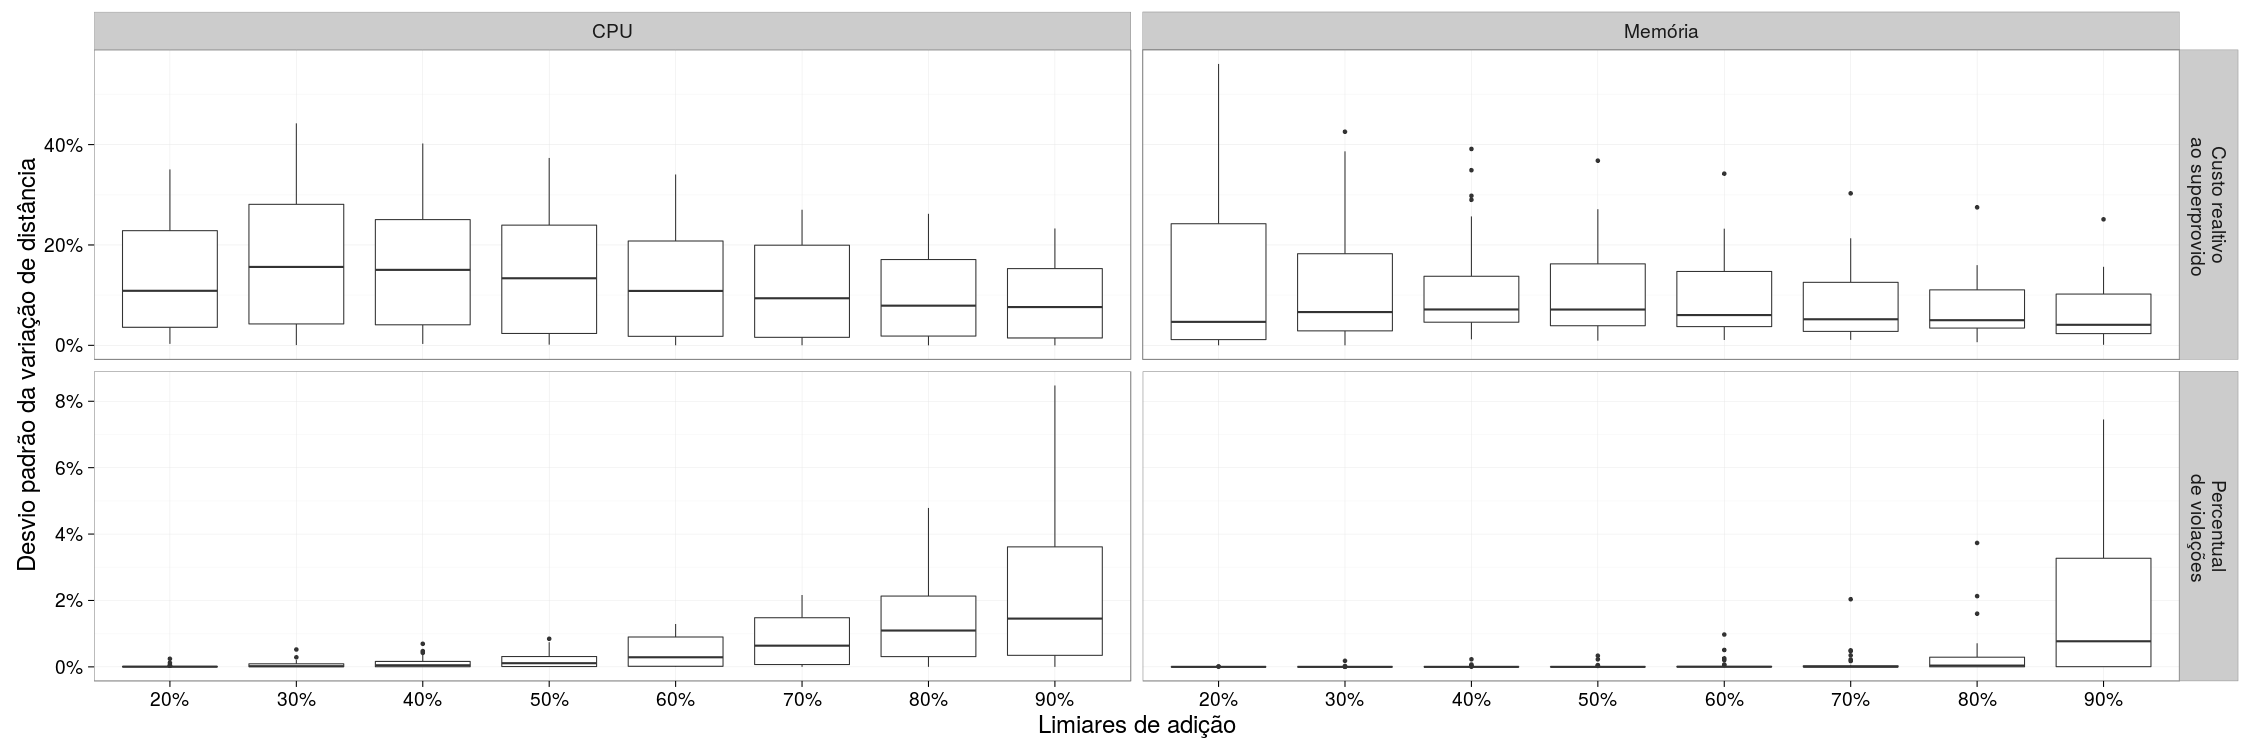 CPU
Memória
Desvio padrão da variação de distância
40%
20%
0%
Custo realtivo
ao superprovido
8%
6%
4%
2%
0%
Percentual
de violações
20% 30% 40% 50% 60% 70% 80% 90%
20% 30% 40% 50% 60% 70% 80% 90%
Limiares de adição